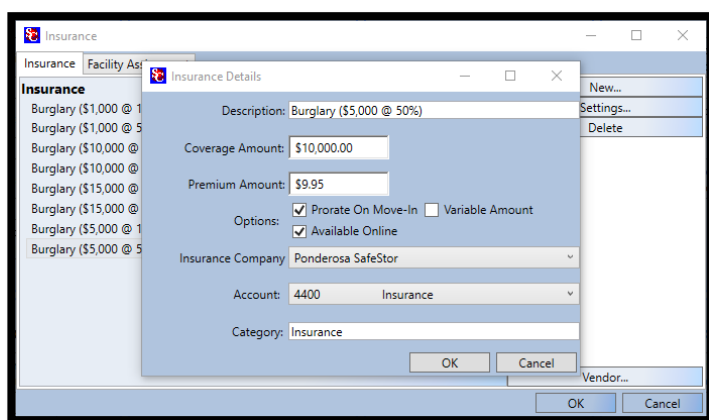 Insurance
Insurance Facility As
Insurance
Burglary ($1,000 @ 1
Burglary ($1,000 @ 5
Burglary ($10,000 @
Burglary ($10,000 @
Burglary ($15,000 @
Burglary ($15,000 @
Burglary ($5,000 @ 1
Burglary ($5,000 @ 5
New...
Settings...
Delete
Insurance Details
Description: Burglary ($5,000 @ 50%)
Coverage Amount: $10,000.00
Premium Amount: $9.95
Options: Prorate On Move-In Variable Amount
Available Online
Insurance Company Ponderosa SafeStor
Account: 4400 Insurance
Category: Insurance
OK Cancel
Vendor...
OK Cancel